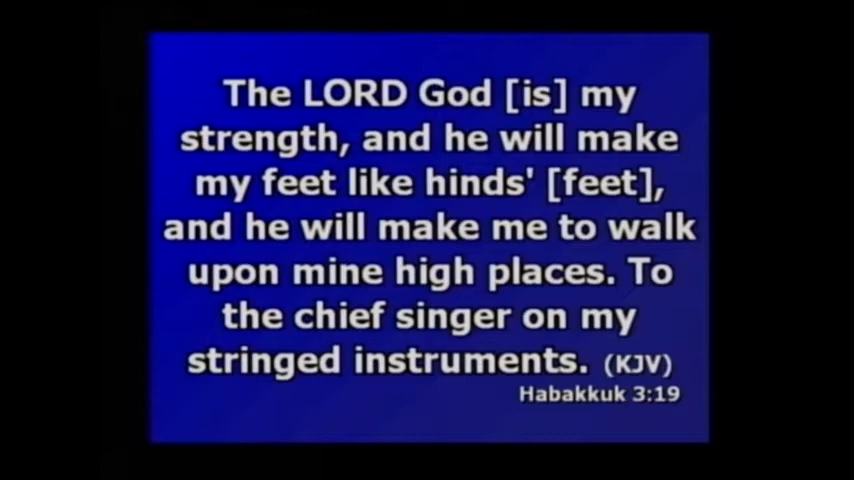 The LORD God [is] my
strength, and he will make
my feet like hinds' [feet],
and he will make me to walk
upon mine high places. To
the chief singer on my
stringed instruments. (KJV)
Habakkuk 3:19